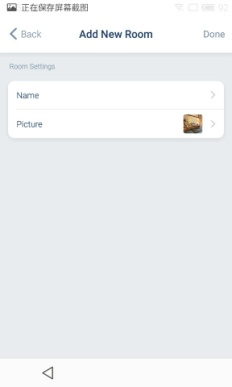 正在保存屏幕截图
Back
Add New Room
Done
Room Settings
Name
Picture